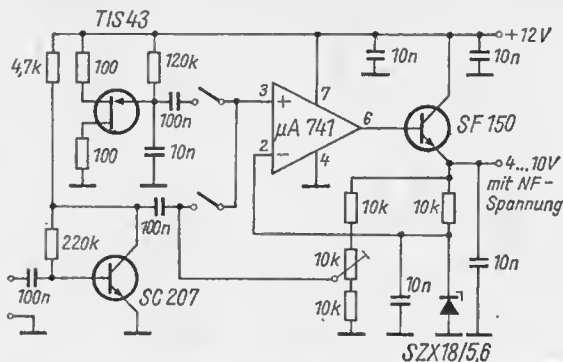 TIS43
+12V
4,7k
100
120k
10n
10n
3
7
+
100n
µA 741
6
SF 150
100
10n
2
−
4
4...10V
mit NF-
Spannung
100n
10k
10k
220k
10k
10n
10n
100n
SC 207
10k
SZX18/5,6